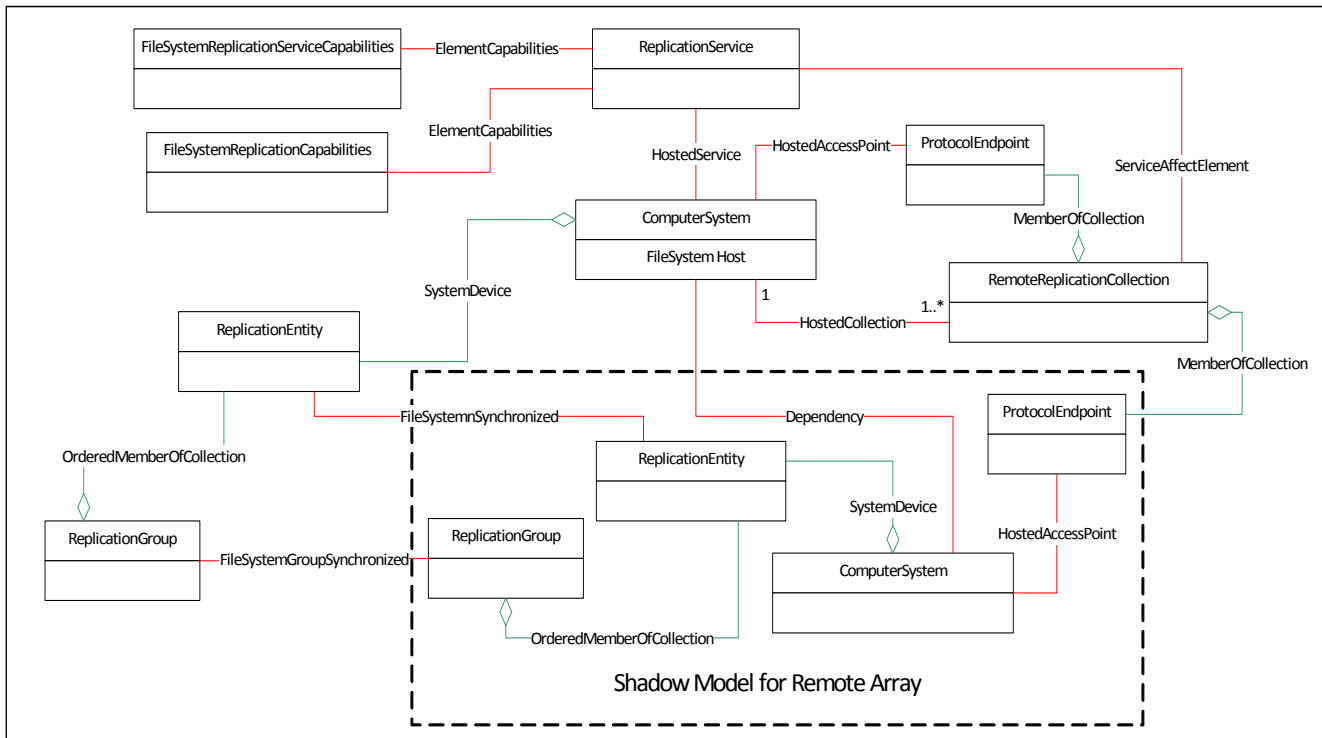 FileSystemReplicationServiceCapabilities
ElementCapabilities
ReplicationService
ElementCapabilities
FileSystemReplicationCapabilities
HostedService
HostedAccessPoint
ProtocolEndpoint
ServiceAffectElement
MemberOfCollection
ComputerSystem
FileSystem Host
RemoteReplicationCollection
SystemDevice
1
1..*
HostedCollection
ReplicationEntity
MemberOfCollection
FileSystemnSynchronized
Dependency
ProtocolEndpoint
OrderedMemberOfCollection
ReplicationEntity
SystemDevice
HostedAccessPoint
ReplicationGroup
FileSystemGroupSynchronized
ReplicationGroup
ComputerSystem
OrderedMemberOfCollection
Shadow Model for Remote Array